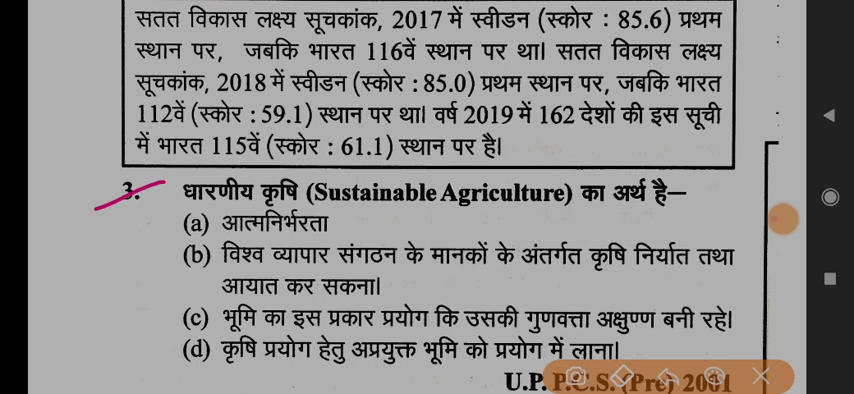 सतत विकास लक्ष्य सूचकांक, 2017 में स्वीडन (स्कोर : 85.6) प्रथम
स्थान पर, जबकि भारत 116वें स्थान पर था। सतत विकास लक्ष्य
सूचकांक, 2018 में स्वीडन (स्कोर : 85.0) प्रथम स्थान पर, जबकि भारत
112वें (स्कोर : 59.1) स्थान पर था। वर्ष 2019 में 162 देशों की इस सूची
में भारत 115वें (स्कोर : 61.1) स्थान पर है।
3. धारणीय कृषि (Sustainable Agriculture) का अर्थ है–
(a) आत्मनिर्भरता
(b) विश्व व्यापार संगठन के मानकों के अंतर्गत कृषि निर्यात तथा
आयात कर सकना।
(c) भूमि का इस प्रकार प्रयोग कि उसकी गुणवत्ता अक्षुण्ण बनी रहे।
(d) कृषि प्रयोग हेतु अप्रयुक्त भूमि को प्रयोग में लाना।
U.P. P.C.S. (Pre) 2001